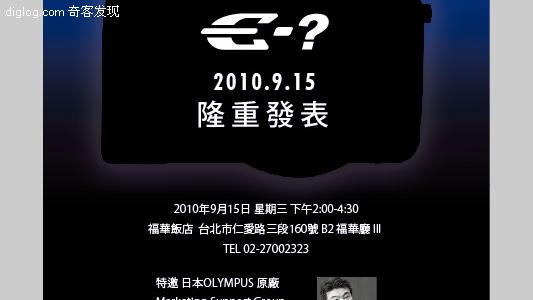 diglog.com 奇客发现
E-?
2010.9.15
隆重發表
2010年9月15日 星期三 下午2:00-4:30
福華飯店 台北市仁愛路三段160號 B2 福華廳 III
TEL 02-27002323
特邀 日本OLYMPUS 原廠
Marketing Support Group